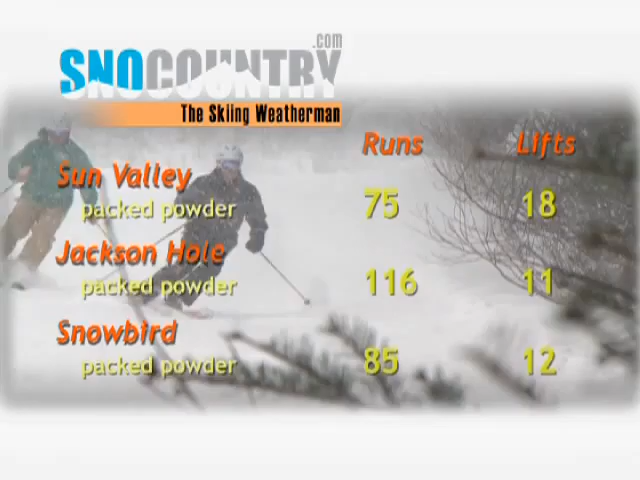 .com
SNOCOUNTRY
The Skiing Weatherman
Runs Lifts
Sun Valley
packed powder 75 18
Jackson Hole
packed powder 116 11
Snowbird
packed powder 85 12